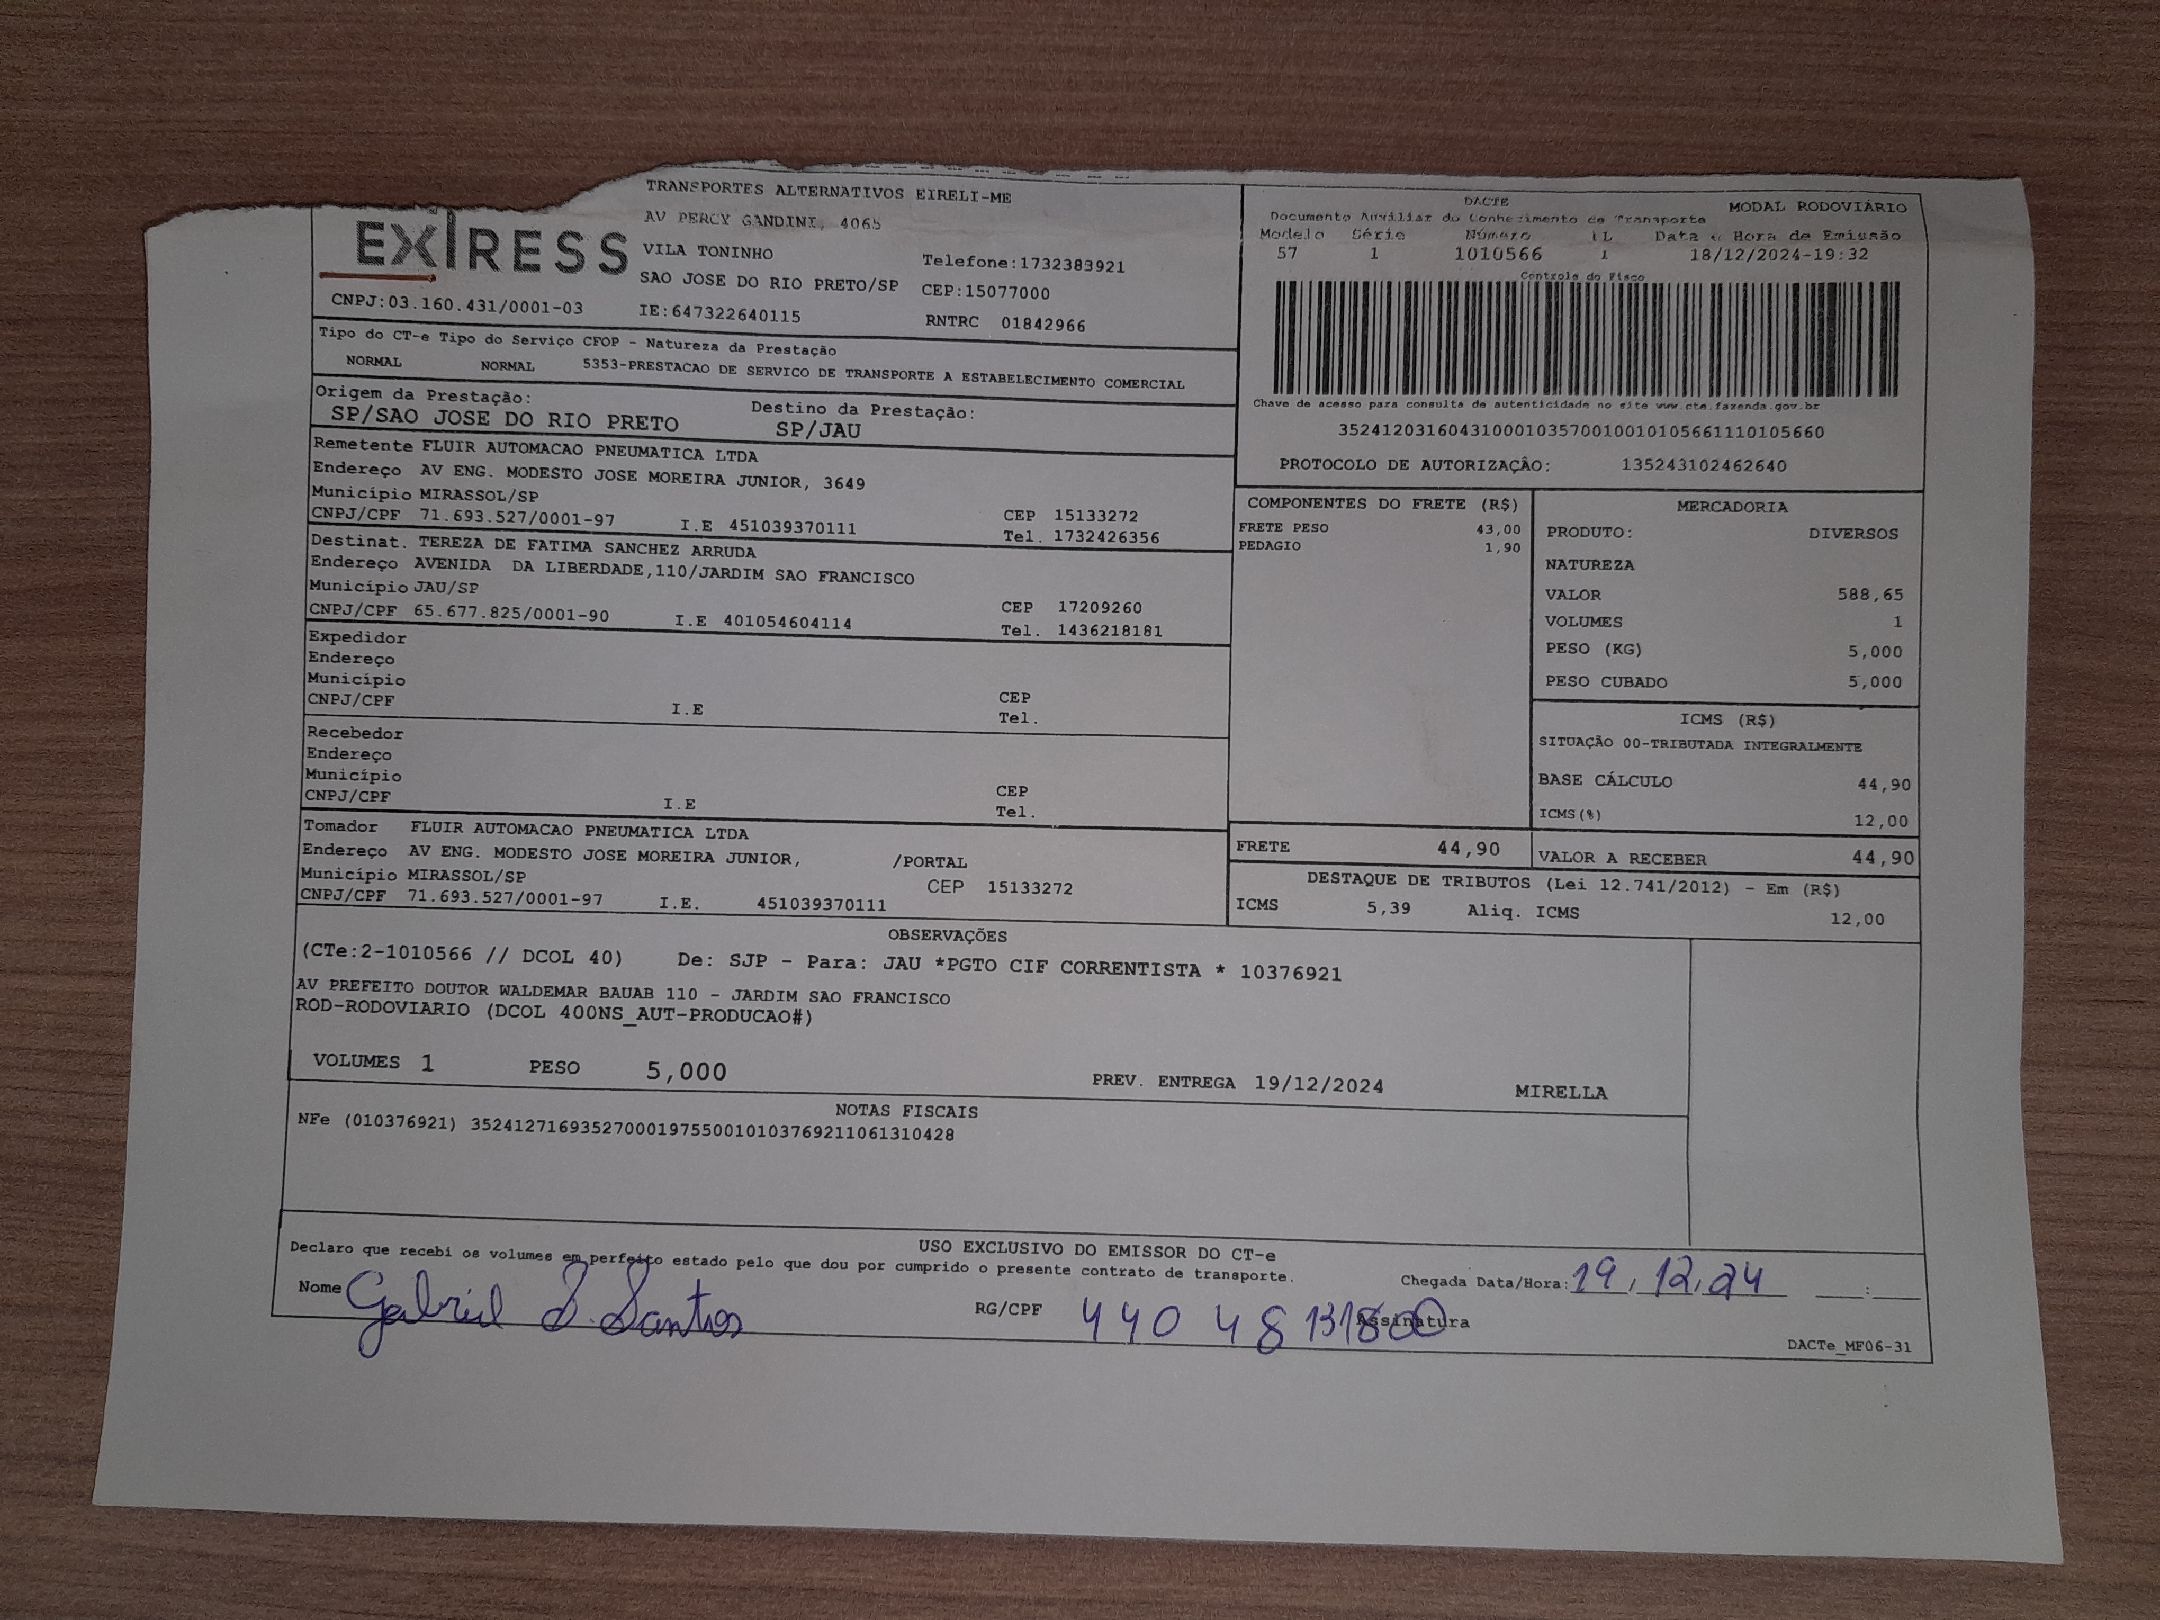 TRANSPORTES ALTERNATIVOS EIRELI-ME
EXPRESS
AV PERCY GANDINI, 4065
VILA TONINHO Telefone:1732383921
SAO JOSE DO RIO PRETO/SP CEP:15077000
CNPJ:03.160.431/0001-03 IE:647322640115 RNTRC 01842966
DACTE MODAL RODOVIÁRIO
Documento Auxiliar do Conhecimento de Transporte
Modelo Série Número FL Data e Hora de Emissão
57 1 1010566 1 18/12/2024-19:32
Controle do Fisco
Chave de acesso para consulta de autenticidade no site www.cte.fazenda.gov.br
35241203160431000103570010010105661110105660
PROTOCOLO DE AUTORIZAÇÂO: 135243102462640
Tipo do CT-e Tipo do Serviço CFOP - Natureza da Prestação
NORMAL NORMAL 5353-PRESTACAO DE SERVICO DE TRANSPORTE A ESTABELECIMENTO COMERCIAL
Origem da Prestação: Destino da Prestação:
SP/SAO JOSE DO RIO PRETO SP/JAU
Remetente FLUIR AUTOMACAO PNEUMATICA LTDA
Endereço AV ENG. MODESTO JOSE MOREIRA JUNIOR, 3649
Município MIRASSOL/SP CEP 15133272
CNPJ/CPF 71.693.527/0001-97 I.E 451039370111 Tel. 1732426356
Destinat. TEREZA DE FATIMA SANCHEZ ARRUDA
Endereço AVENIDA DA LIBERDADE,110/JARDIM SAO FRANCISCO
Município JAU/SP CEP 17209260
CNPJ/CPF 65.677.825/0001-90 I.E 401054604114 Tel. 1436218181
Expedidor
Endereço
Município CEP
CNPJ/CPF I.E Tel.
Recebedor
Endereço
Município CEP
CNPJ/CPF I.E Tel.
Tomador FLUIR AUTOMACAO PNEUMATICA LTDA
Endereço AV ENG. MODESTO JOSE MOREIRA JUNIOR, /PORTAL
Município MIRASSOL/SP CEP 15133272
CNPJ/CPF 71.693.527/0001-97 I.E. 451039370111
COMPONENTES DO FRETE (R$)
FRETE PESO 43,00
PEDAGIO 1,90
MERCADORIA
PRODUTO: DIVERSOS
NATUREZA
VALOR 588,65
VOLUMES 1
PESO (KG) 5,000
PESO CUBADO 5,000
ICMS (R$)
SITUAÇÃO 00-TRIBUTADA INTEGRALMENTE
BASE CÁLCULO 44,90
ICMS(%) 12,00
FRETE 44,90 VALOR A RECEBER 44,90
DESTAQUE DE TRIBUTOS (Lei 12.741/2012) - Em (R$)
ICMS 5,39 Aliq. ICMS 12,00
OBSERVAÇÕES
(CTe:2-1010566 // DCOL 40) De: SJP - Para: JAU *PGTO CIF CORRENTISTA * 10376921
AV PREFEITO DOUTOR WALDEMAR BAUAB 110 - JARDIM SAO FRANCISCO
ROD-RODOVIARIO (DCOL 400NS_AUT-PRODUCAO#)
VOLUMES 1 PESO 5,000 PREV. ENTREGA 19/12/2024 MIRELLA
NOTAS FISCAIS
NFe (010376921) 35241271693527000197550010103769211061310428
USO EXCLUSIVO DO EMISSOR DO CT-e
Declaro que recebi os volumes em perfeito estado pelo que dou por cumprido o presente contrato de transporte.
Chegada Data/Hora: 19,12,24 :
Nome Gabriel S. Santos RG/CPF 440 48 Assinatura
DACTe_MF06-31